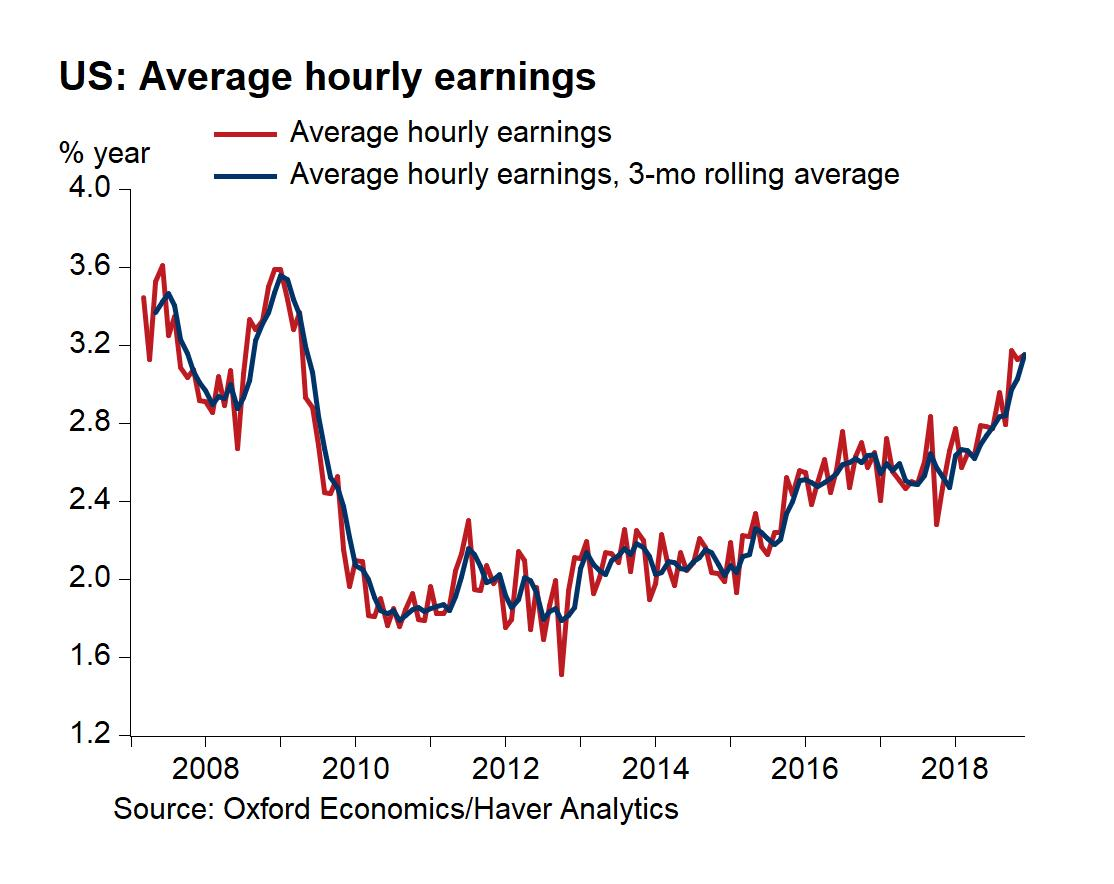 US: Average hourly earnings
Average hourly earnings
% year
Average hourly earnings, 3-mo rolling average
4.0
3.6
3.2
2.8
2.4
2.0
1.6
1.2
2008 2010 2012 2014 2016 2018
Source: Oxford Economics/Haver Analytics